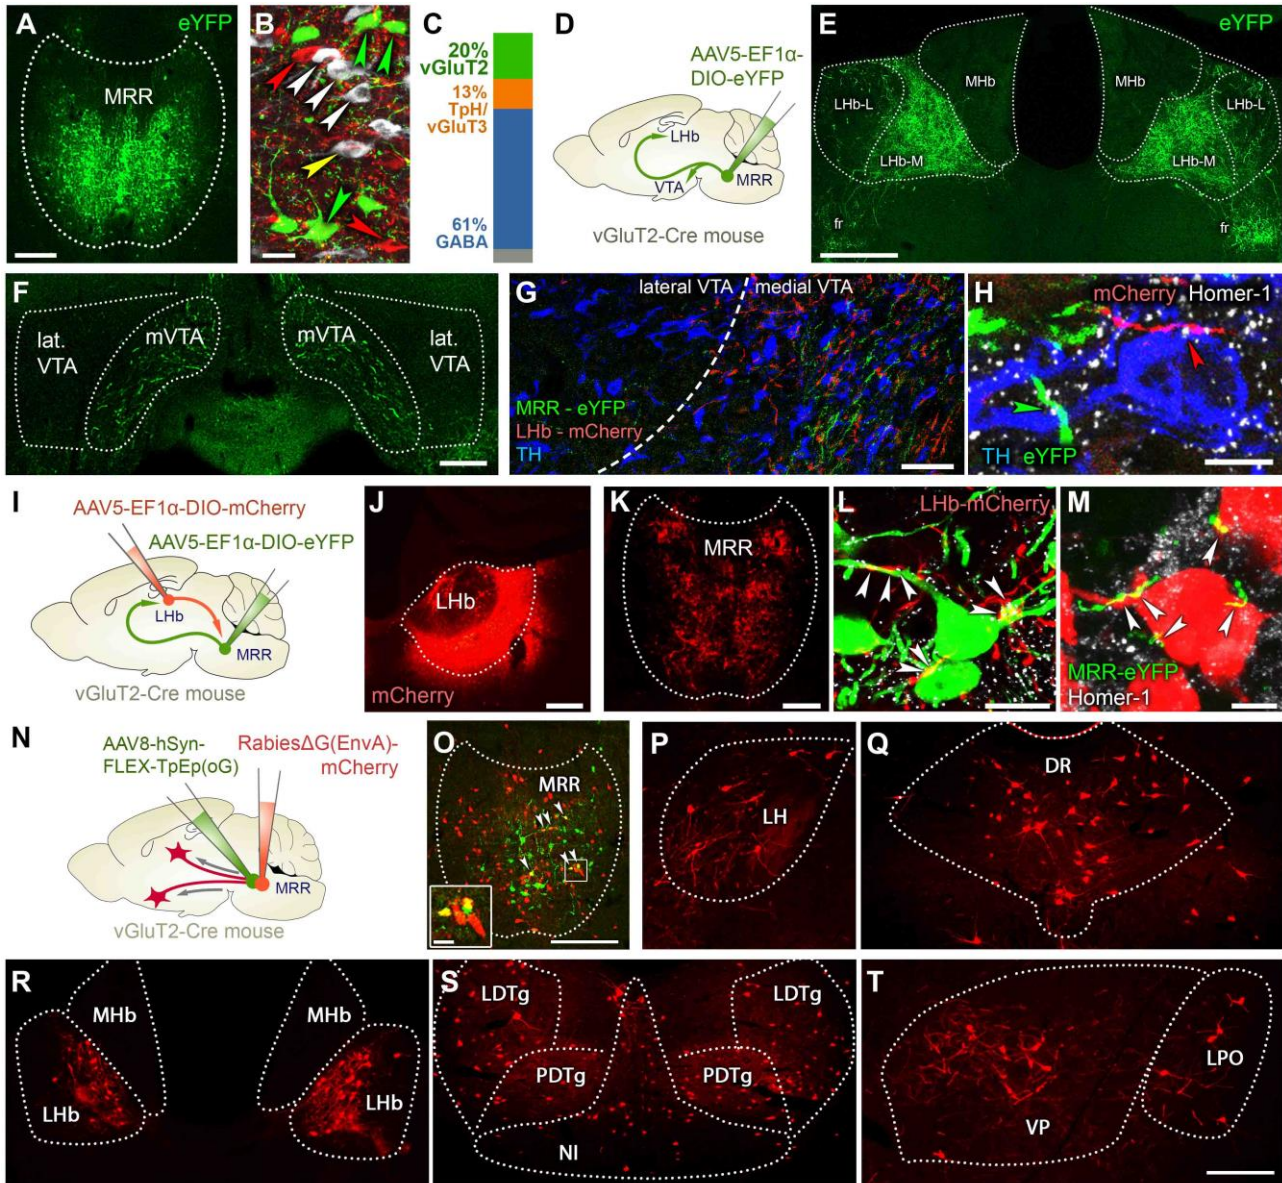 A
eYFP
MRR
B
C
20%
vGluT2
13%
TpH/
vGluT3
61%
GABA
D
AAV5-EF1α-
DIO-eYFP
LHb
VTA
MRR
vGluT2-Cre mouse
E
eYFP
MHb
MHb
LHb-L
LHb-L
LHb-M
LHb-M
fr
fr
F
lat.
VTA
mVTA
mVTA
lat.
VTA
G
lateral VTA
medial VTA
MRR - eYFP
LHb - mCherry
TH
H
mCherry Homer-1
TH eYFP
I
AAV5-EF1α-DIO-mCherry
AAV5-EF1α-DIO-eYFP
LHb
MRR
vGluT2-Cre mouse
J
LHb
mCherry
K
MRR
L
LHb-mCherry
M
MRR-eYFP
Homer-1
N
AAV8-hSyn-
FLEX-TpEp(oG)
RabiesΔG(EnvA)-
mCherry
MRR
vGluT2-Cre mouse
O
MRR
P
LH
Q
DR
R
MHb
MHb
LHb
LHb
S
LDTg
LDTg
PDTg
PDTg
NI
T
LPO
VP